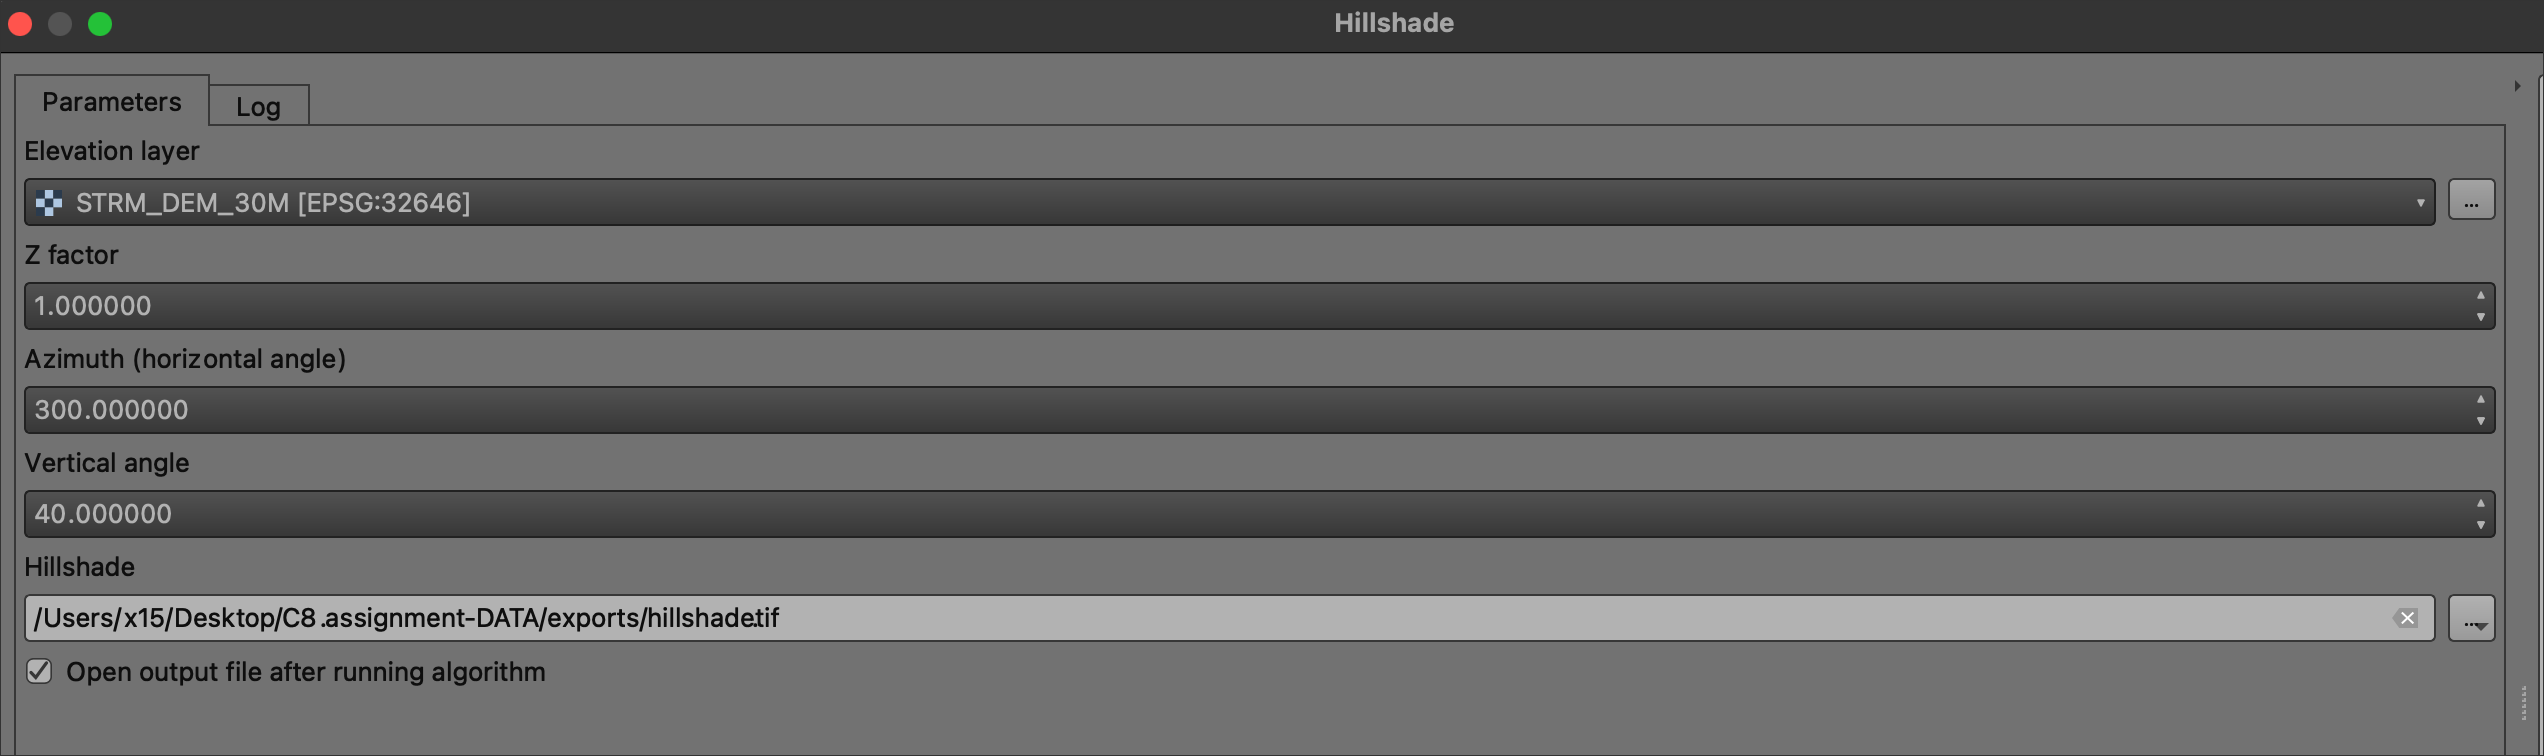 Hillshade
Parameters
Log
Elevation layer
STRM_DEM_30M [EPSG:32646]
...
Z factor
1.000000
Azimuth (horizontal angle)
300.000000
Vertical angle
40.000000
Hillshade
/Users/x15/Desktop/C8.assignment-DATA/exports/hillshade.tif
...
Open output file after running algorithm